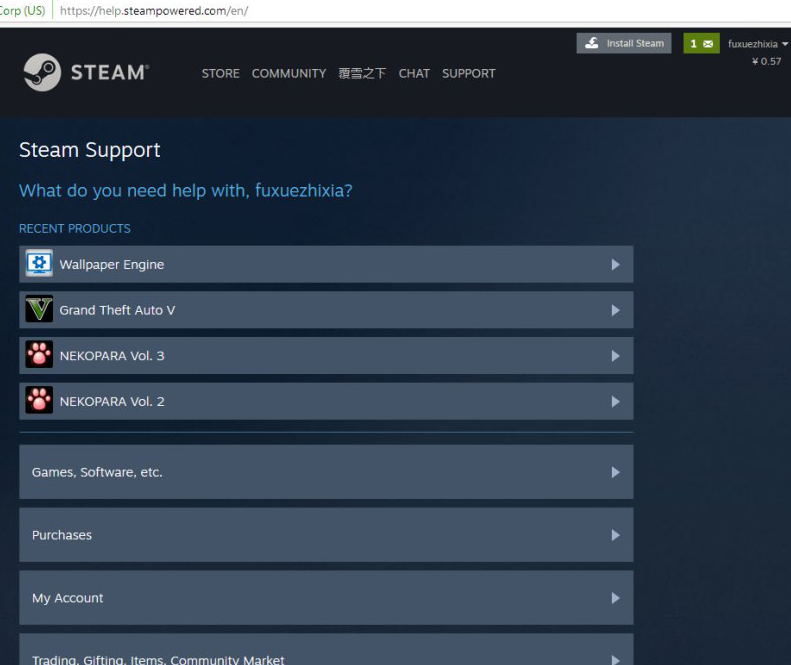 Corp (US) https://help.steampowered.com/en/
Install Steam 1 fuxuezhixia
¥ 0.57
STEAM® STORE COMMUNITY 覆雪之下 CHAT SUPPORT
Steam Support
What do you need help with, fuxuezhixia?
RECENT PRODUCTS
Wallpaper Engine
Grand Theft Auto V
NEKOPARA Vol. 3
NEKOPARA Vol. 2
Games, Software, etc.
Purchases
My Account
Trading, Gifting, Items, Community Market